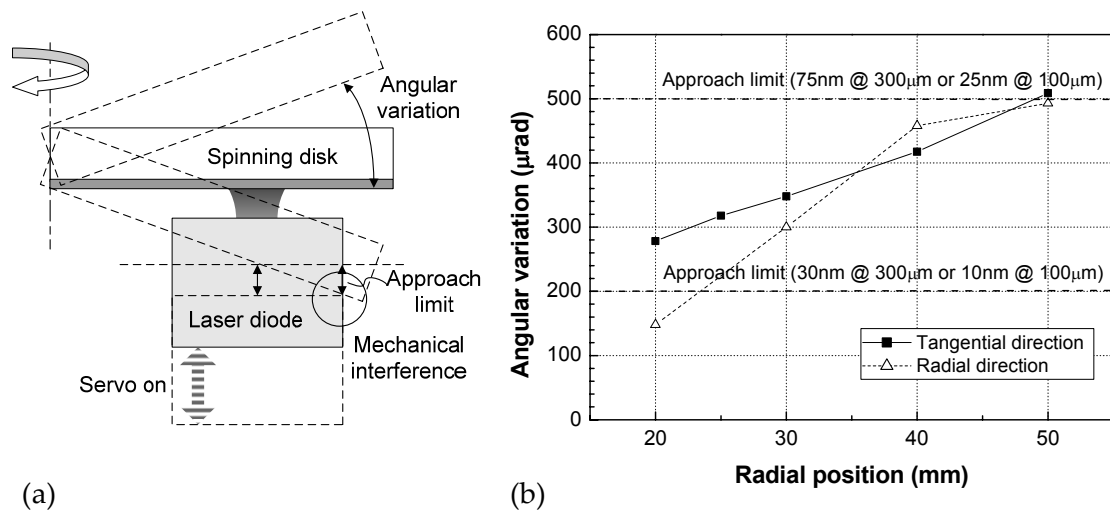 Angular
variation
Spinning disk
Approach
limit
Laser diode
Mechanical
interference
Servo on
(a)
600
500
400
300
200
100
0
Angular variation (μrad)
Approach limit (75nm @ 300μm or 25nm @ 100μm)
Approach limit (30nm @ 300μm or 10nm @ 100μm)
Tangential direction
Radial direction
20 30 40 50
Radial position (mm)
(b)